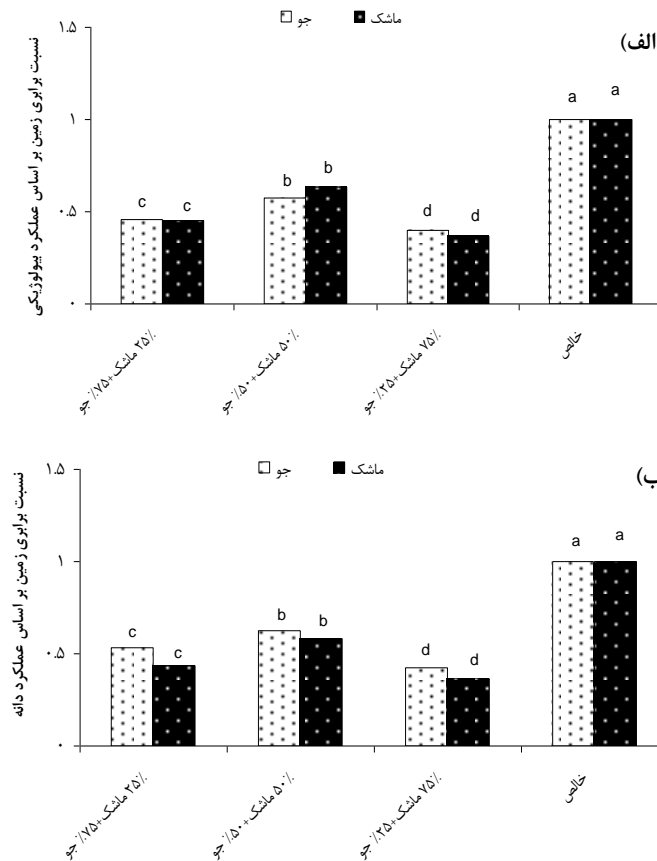 جو ماشک
الف)
نسبت برابری زمین بر اساس عملکرد بیولوژیکی
۱.۵
۱
۰.۵
۰
c c
b b
d d
a a
۲۵٪ ماشک+۷۵٪ جو
۵۰٪ ماشک+۵۰٪ جو
۷۵٪ ماشک+۲۵٪ جو
خالص
جو ماشک
ب)
نسبت برابری زمین بر اساس عملکرد دانه
۱.۵
۱
۰.۵
۰
c c
b b
d d
a a
۲۵٪ ماشک+۷۵٪ جو
۵۰٪ ماشک+۵۰٪ جو
۷۵٪ ماشک+۲۵٪ جو
خالص